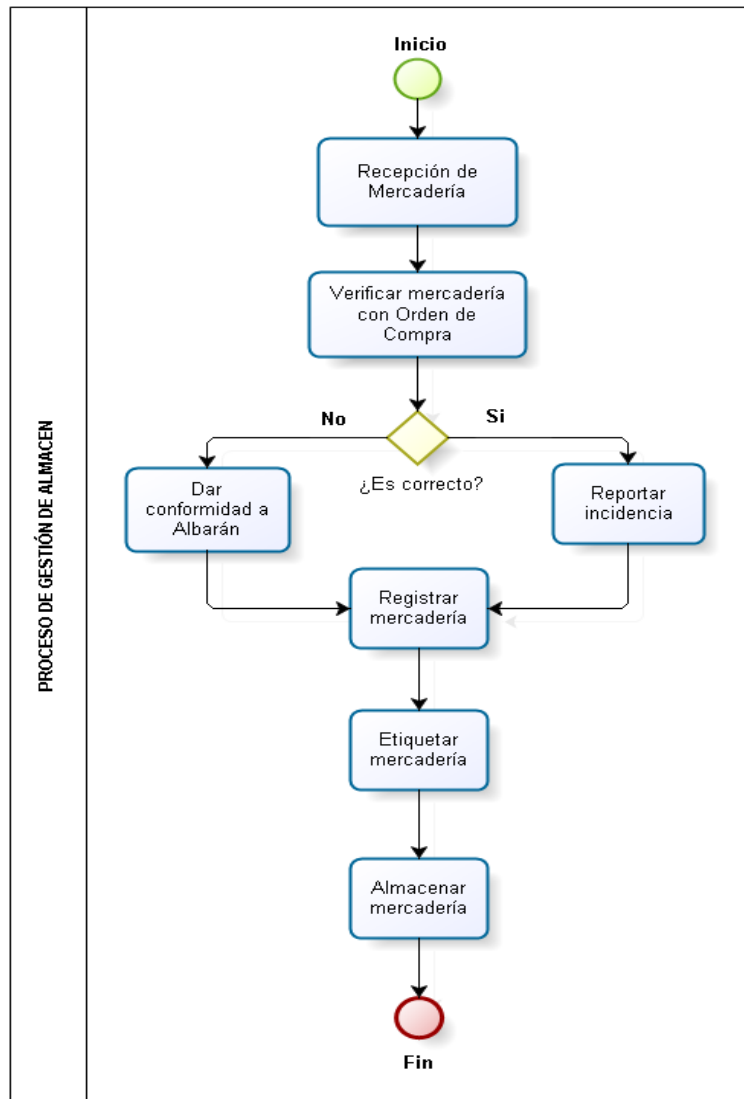 PROCESO DE GESTIÓN DE ALMACEN
Inicio
Recepción de
Mercadería
Verificar mercadería
con Orden de
Compra
No
Si
¿Es correcto?
Dar
conformidad a
Albarán
Reportar
incidencia
Registrar
mercadería
Etiquetar
mercadería
Almacenar
mercadería
Fin